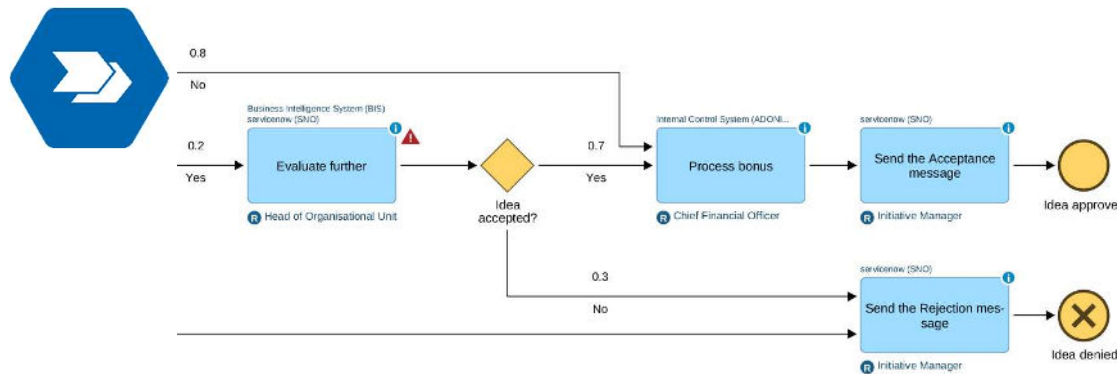 0.8
No
Business Intelligence System (BIS)
servicenow (SNO)
Internal Control System (ADONI...
servicenow (SNO)
0.2
Yes
Evaluate further
0.7
Yes
Process bonus
Send the Acceptance
message
R Head of Organisational Unit
Idea
accepted?
R Chief Financial Officer
R Initiative Manager
Idea approve
0.3
No
servicenow (SNO)
Send the Rejection mes-
sage
R Initiative Manager
Idea denied